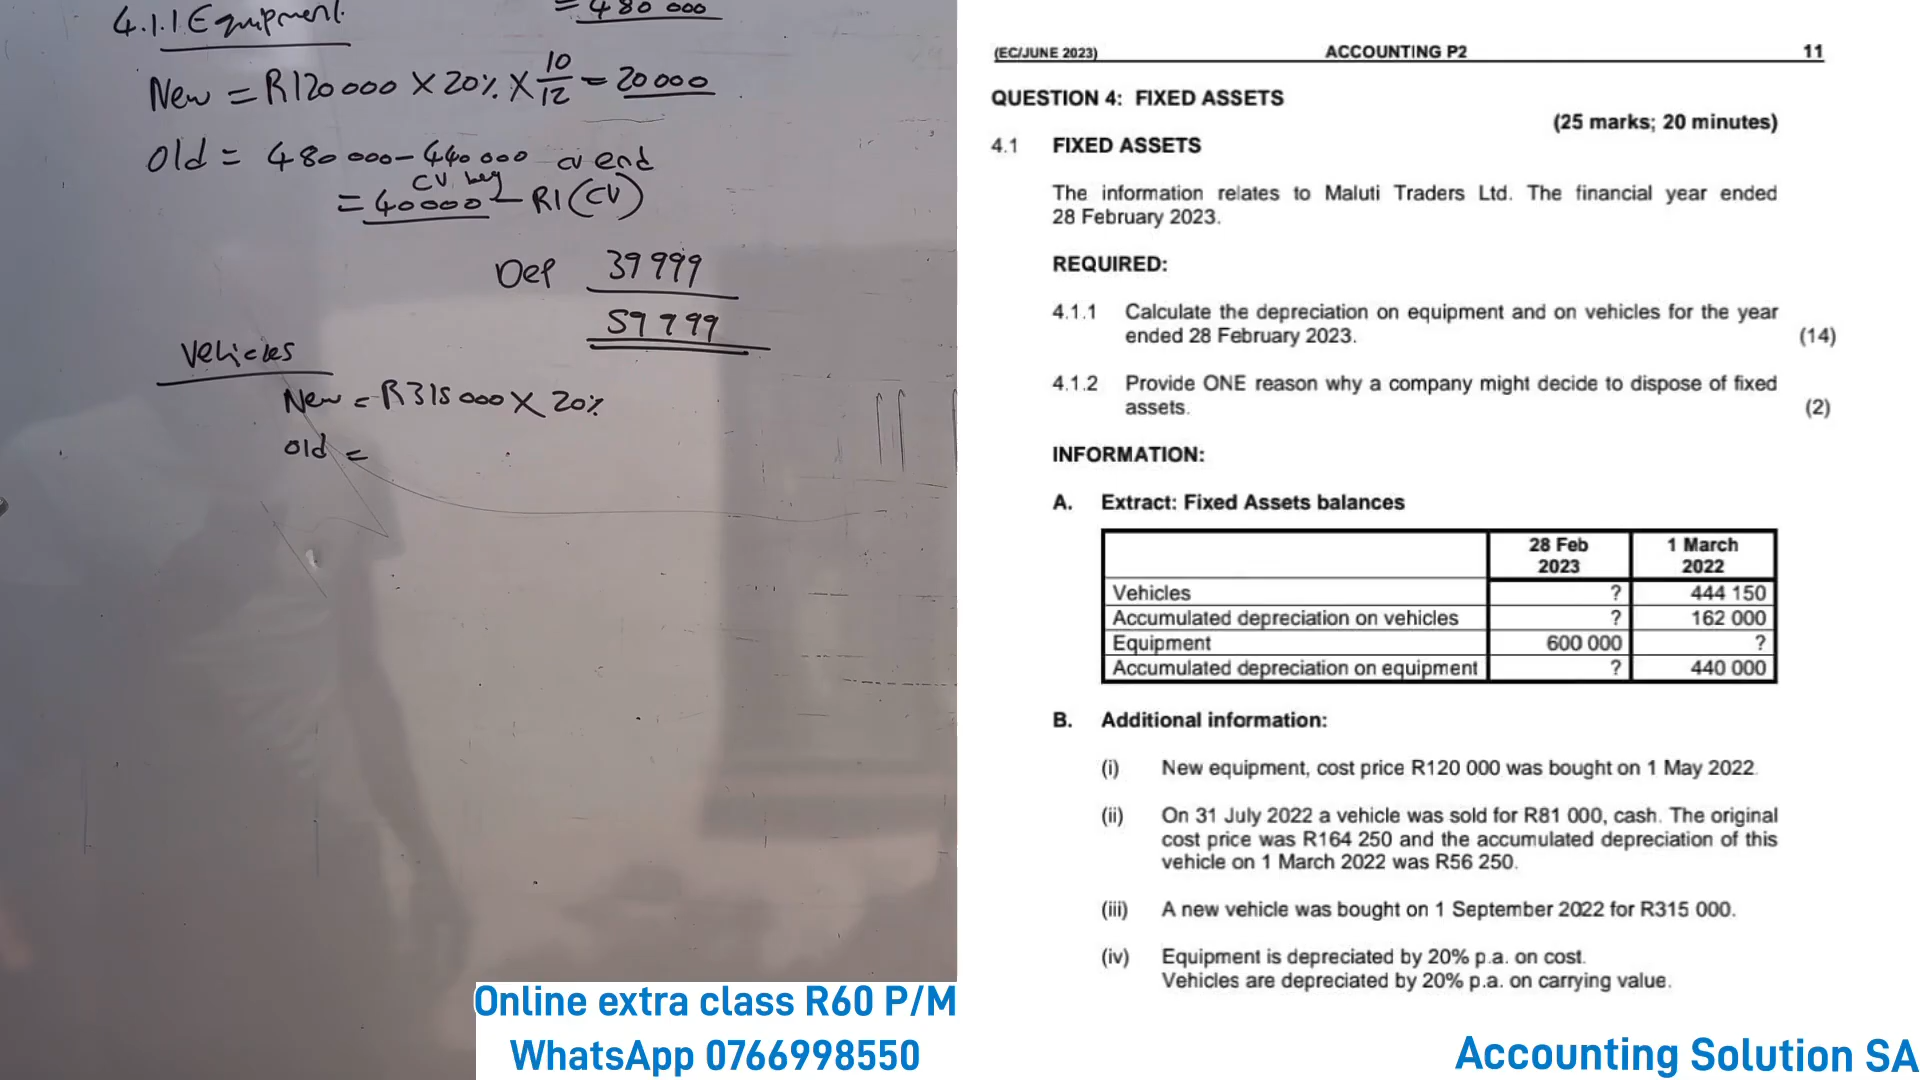 = 480 000
4.1.1 Equipment
New = R120000 X 20% X 10/12 = 20 000
Old = 480 000 - 440 000 cv end
CV beg
= 40000 - R1 (CV)
Dep 39 999
59 999
Vehicles
New = R315 000 X 20%
Old =
(EC/JUNE 2023) ACCOUNTING P2 11
QUESTION 4: FIXED ASSETS
(25 marks; 20 minutes)
4.1 FIXED ASSETS
The information relates to Maluti Traders Ltd. The financial year ended
28 February 2023.
REQUIRED:
4.1.1 Calculate the depreciation on equipment and on vehicles for the year
ended 28 February 2023. (14)
4.1.2 Provide ONE reason why a company might decide to dispose of fixed
assets. (2)
INFORMATION:
A. Extract: Fixed Assets balances
28 Feb 2023 1 March 2022
Vehicles ? 444 150
Accumulated depreciation on vehicles ? 162 000
Equipment 600 000 ?
Accumulated depreciation on equipment ? 440 000
B. Additional information:
(i) New equipment, cost price R120 000 was bought on 1 May 2022.
(ii) On 31 July 2022 a vehicle was sold for R81 000, cash. The original
cost price was R164 250 and the accumulated depreciation of this
vehicle on 1 March 2022 was R56 250.
(iii) A new vehicle was bought on 1 September 2022 for R315 000.
(iv) Equipment is depreciated by 20% p.a. on cost.
Vehicles are depreciated by 20% p.a. on carrying value.
Online extra class R60 P/M
WhatsApp 0766998550
Accounting Solution SA